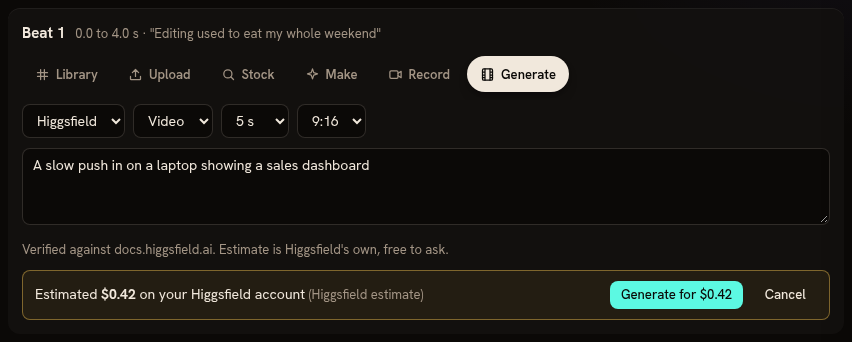 Beat 1 0.0 to 4.0 s · "Editing used to eat my whole weekend"
Library Upload Stock Make Record Generate
Higgsfield Video 5 s 9:16
A slow push in on a laptop showing a sales dashboard
Verified against docs.higgsfield.ai. Estimate is Higgsfield's own, free to ask.
Estimated $0.42 on your Higgsfield account (Higgsfield estimate) Generate for $0.42 Cancel